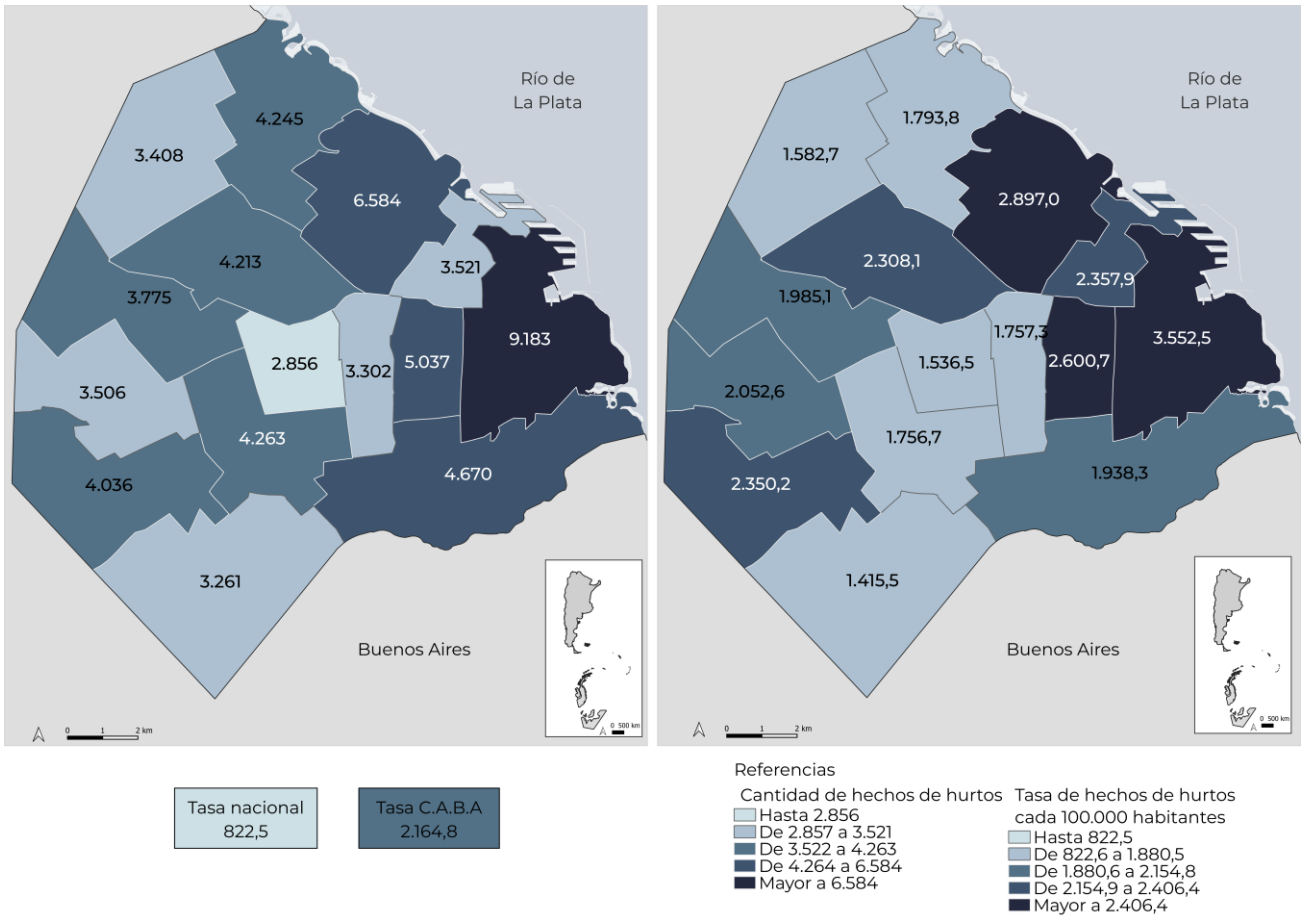 Río de
La Plata
4.245
3.408
6.584
4.213
3.521
3.775
9.183
5.037
2.856
3.302
3.506
4.263
4.670
4.036
3.261
Buenos Aires
0 1 2 km
A
0 500 km
Río de
La Plata
1.793,8
1.582,7
2.897,0
2.308,1
2.357,9
1.985,1
1.757,3
3.552,5
1.536,5
2.600,7
2.052,6
1.756,7
1.938,3
2.350,2
1.415,5
Buenos Aires
0 1 2 km
A
0 500 km
Tasa nacional
822,5
Tasa C.A.B.A
2.164,8
Referencias
Cantidad de hechos de hurtos
Hasta 2.856
De 2.857 a 3.521
De 3.522 a 4.263
De 4.264 a 6.584
Mayor a 6.584
Tasa de hechos de hurtos
cada 100.000 habitantes
Hasta 822,5
De 822,6 a 1.880,5
De 1.880,6 a 2.154,8
De 2.154,9 a 2.406,4
Mayor a 2.406,4